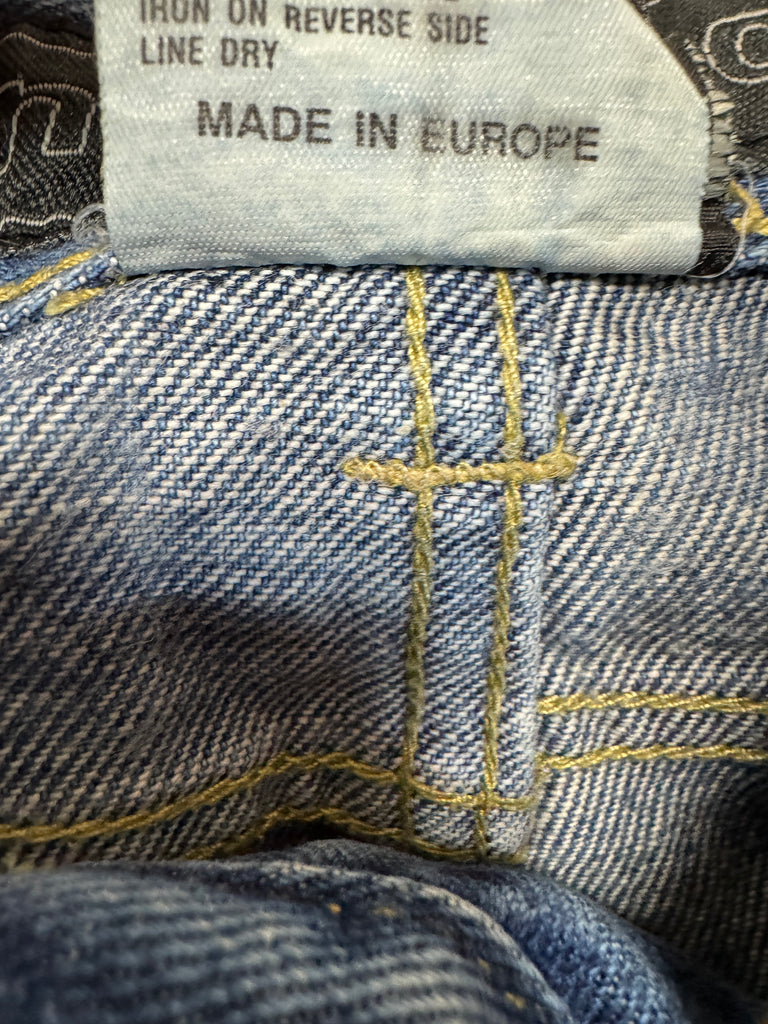 IRON ON REVERSE SIDE
LINE DRY
MADE IN EUROPE